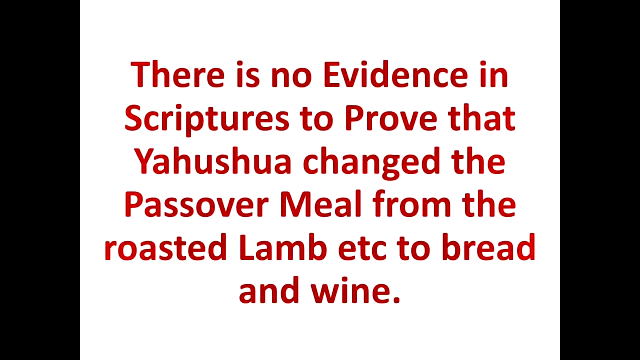 There is no Evidence in
Scriptures to Prove that
Yahushua changed the
Passover Meal from the
roasted Lamb etc to bread
and wine.